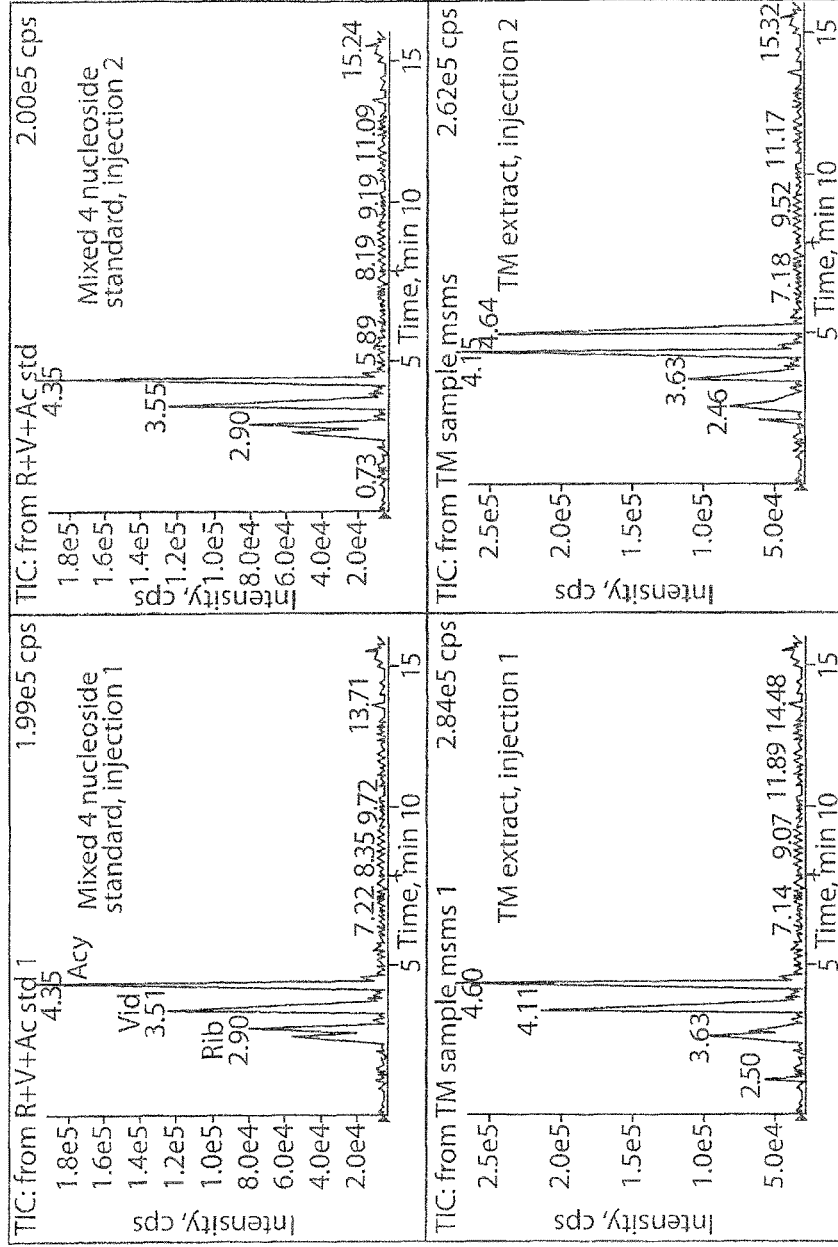 TIC: from R+V+Ac std 1
1.99e5 cps
Intensity, cps
1.8e5
1.6e5
1.4e5
1.2e5
1.0e5
8.0e4
6.0e4
4.0e4
2.0e4
4.35
Acy
Vid
3.51
Rib
2.90
Mixed 4 nucleoside
standard, injection 1
7.22 8.35 9.72
13.71
5 Time, min 10
15
TIC: from R+V+Ac std
2.00e5 cps
Intensity, cps
1.8e5
1.6e5
1.4e5
1.2e5
1.0e5
8.0e4
6.0e4
4.0e4
2.0e4
4.35
3.55
2.90
0.73
Mixed 4 nucleoside
standard, injection 2
5.89 8.19 9.19 11.09
15.24
5 Time, min 10
15
TIC: from TM sample msms 1
2.84e5 cps
Intensity, cps
2.5e5
2.0e5
1.5e5
1.0e5
5.0e4
4.60
4.11
3.63
2.50
TM extract, injection 1
7.14 9.07 11.89 14.48
5 Time, min 10
15
TIC: from TM sample msms
2.62e5 cps
Intensity, cps
2.5e5
2.0e5
1.5e5
1.0e5
5.0e4
4.15
4.64
3.63
2.46
TM extract, injection 2
7.18 9.52 11.17
15.32
5 Time, min 10
15